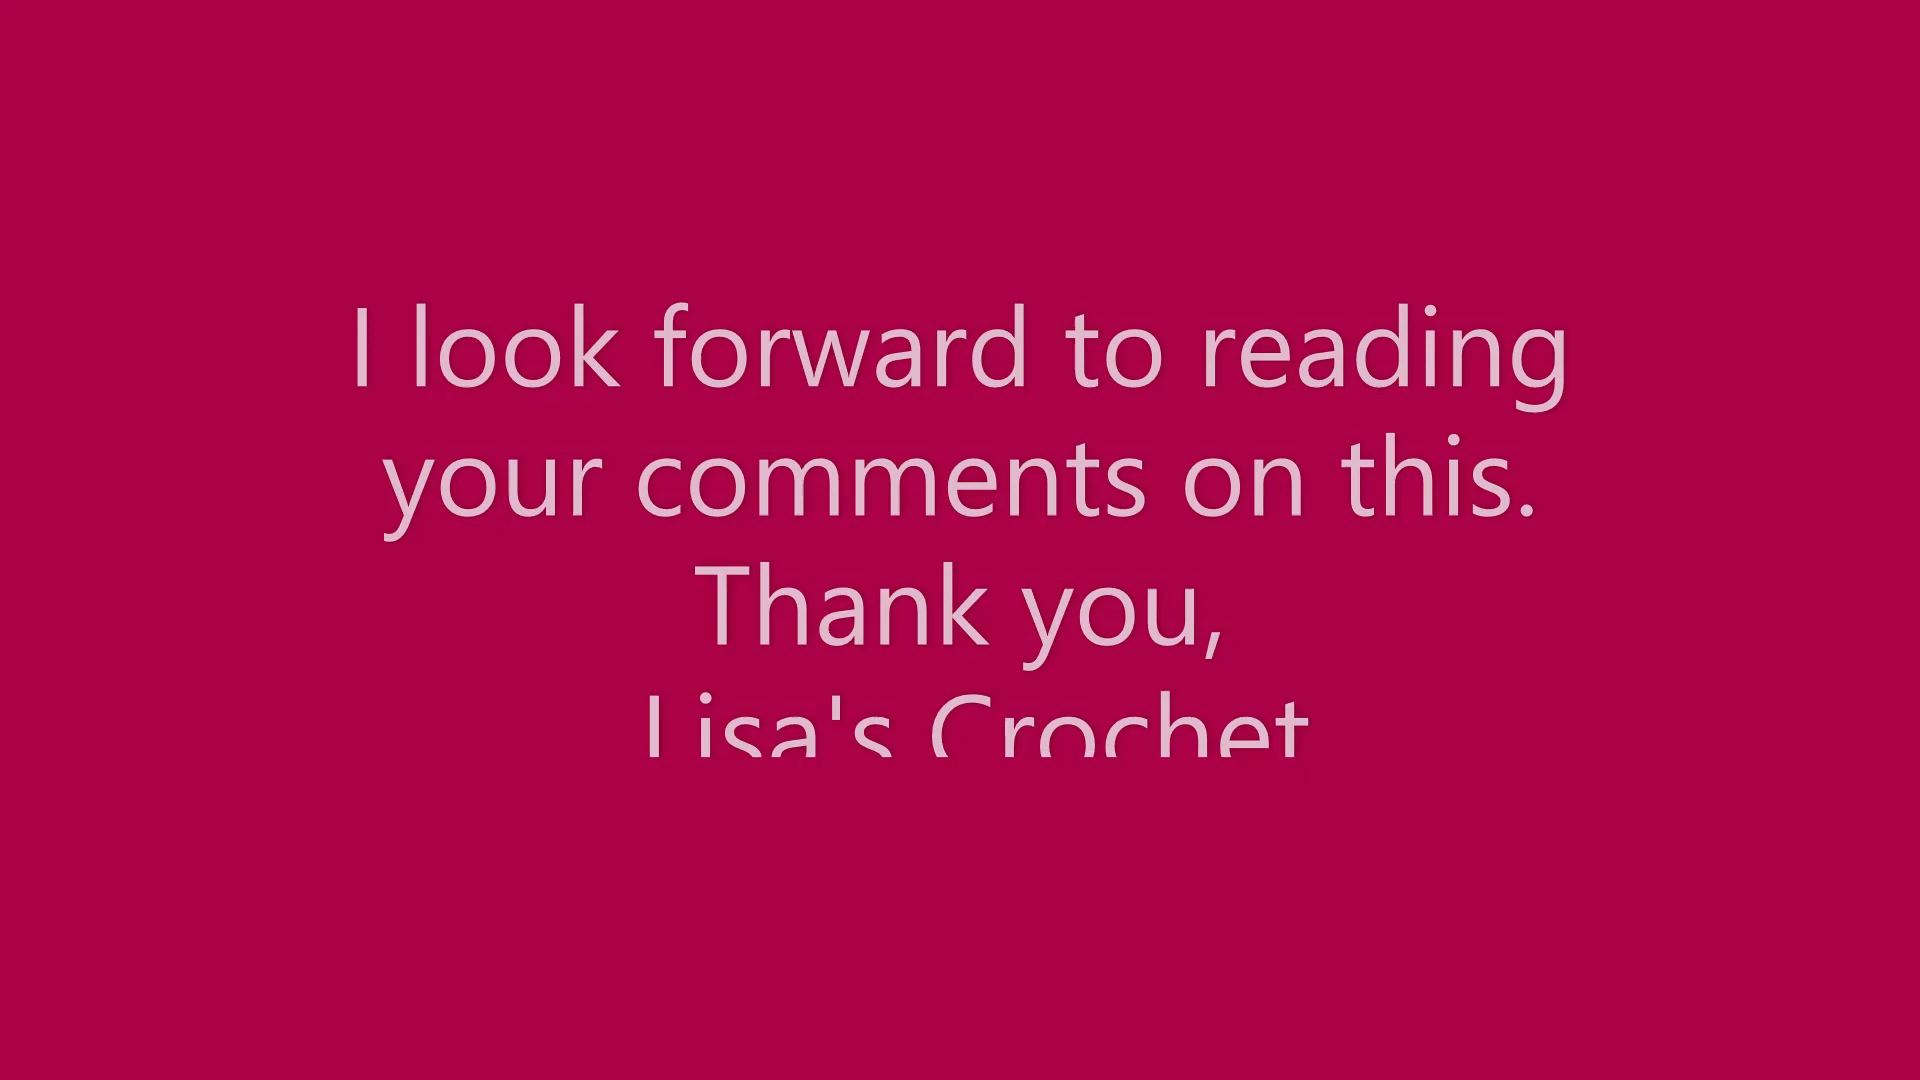 I look forward to reading
your comments on this.
Thank you,
Lisa's Crochet